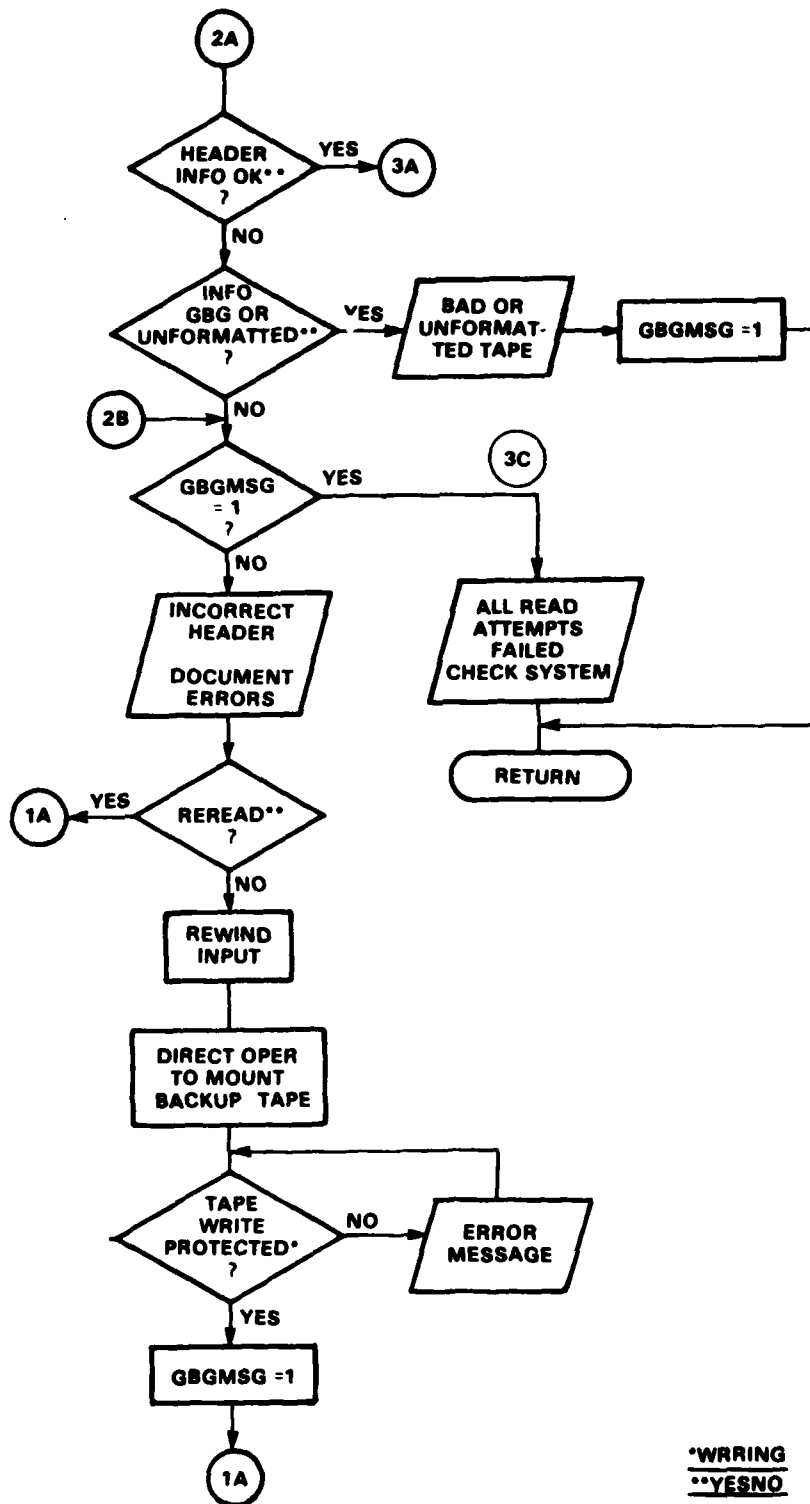 2A
HEADER
INFO OK**
?
YES
3A
NO
INFO
GBG OR
UNFORMATTED**
?
YES
BAD OR
UNFORMAT-
TED TAPE
GBGMSG =1
NO
2B
3C
GBGMSG
= 1
?
YES
NO
INCORRECT
HEADER
DOCUMENT
ERRORS
ALL READ
ATTEMPTS
FAILED
CHECK SYSTEM
RETURN
YES
1A
REREAD**
?
NO
REWIND
INPUT
DIRECT OPER
TO MOUNT
BACKUP TAPE
TAPE
WRITE
PROTECTED*
?
NO
ERROR
MESSAGE
YES
GBGMSG =1
1A
*WRRING
**YESNO